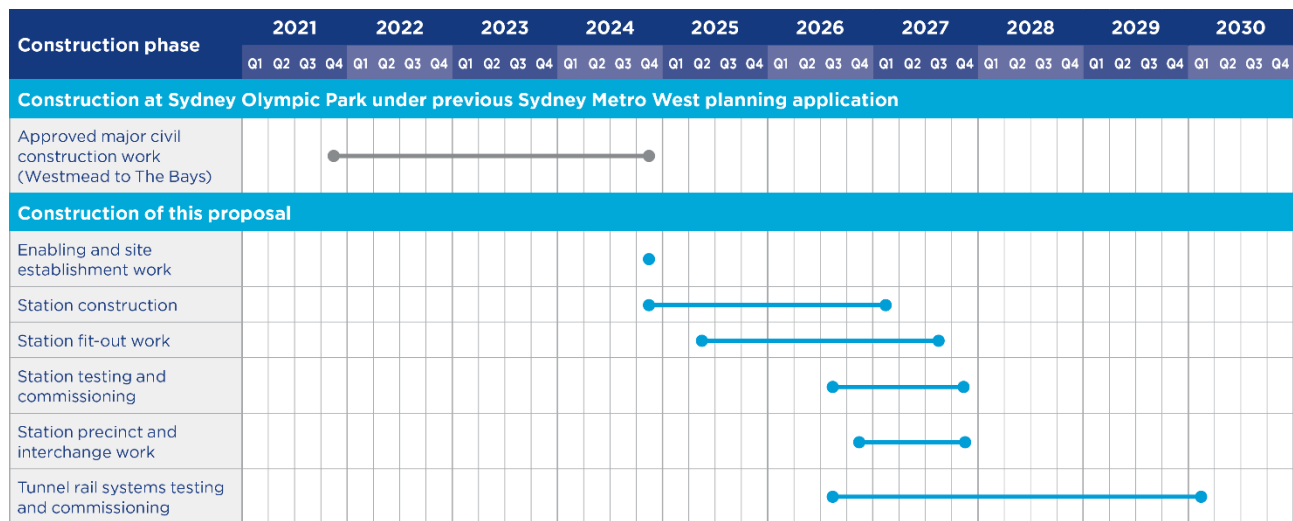 Construction phase
2021 2022 2023 2024 2025 2026 2027 2028 2029 2030
Q1 Q2 Q3 Q4 Q1 Q2 Q3 Q4 Q1 Q2 Q3 Q4 Q1 Q2 Q3 Q4 Q1 Q2 Q3 Q4 Q1 Q2 Q3 Q4 Q1 Q2 Q3 Q4 Q1 Q2 Q3 Q4 Q1 Q2 Q3 Q4 Q1 Q2 Q3 Q4
Construction at Sydney Olympic Park under previous Sydney Metro West planning application
Approved major civil
construction work
(Westmead to The Bays)
Construction of this proposal
Enabling and site
establishment work
Station construction
Station fit-out work
Station testing and
commissioning
Station precinct and
interchange work
Tunnel rail systems testing
and commissioning